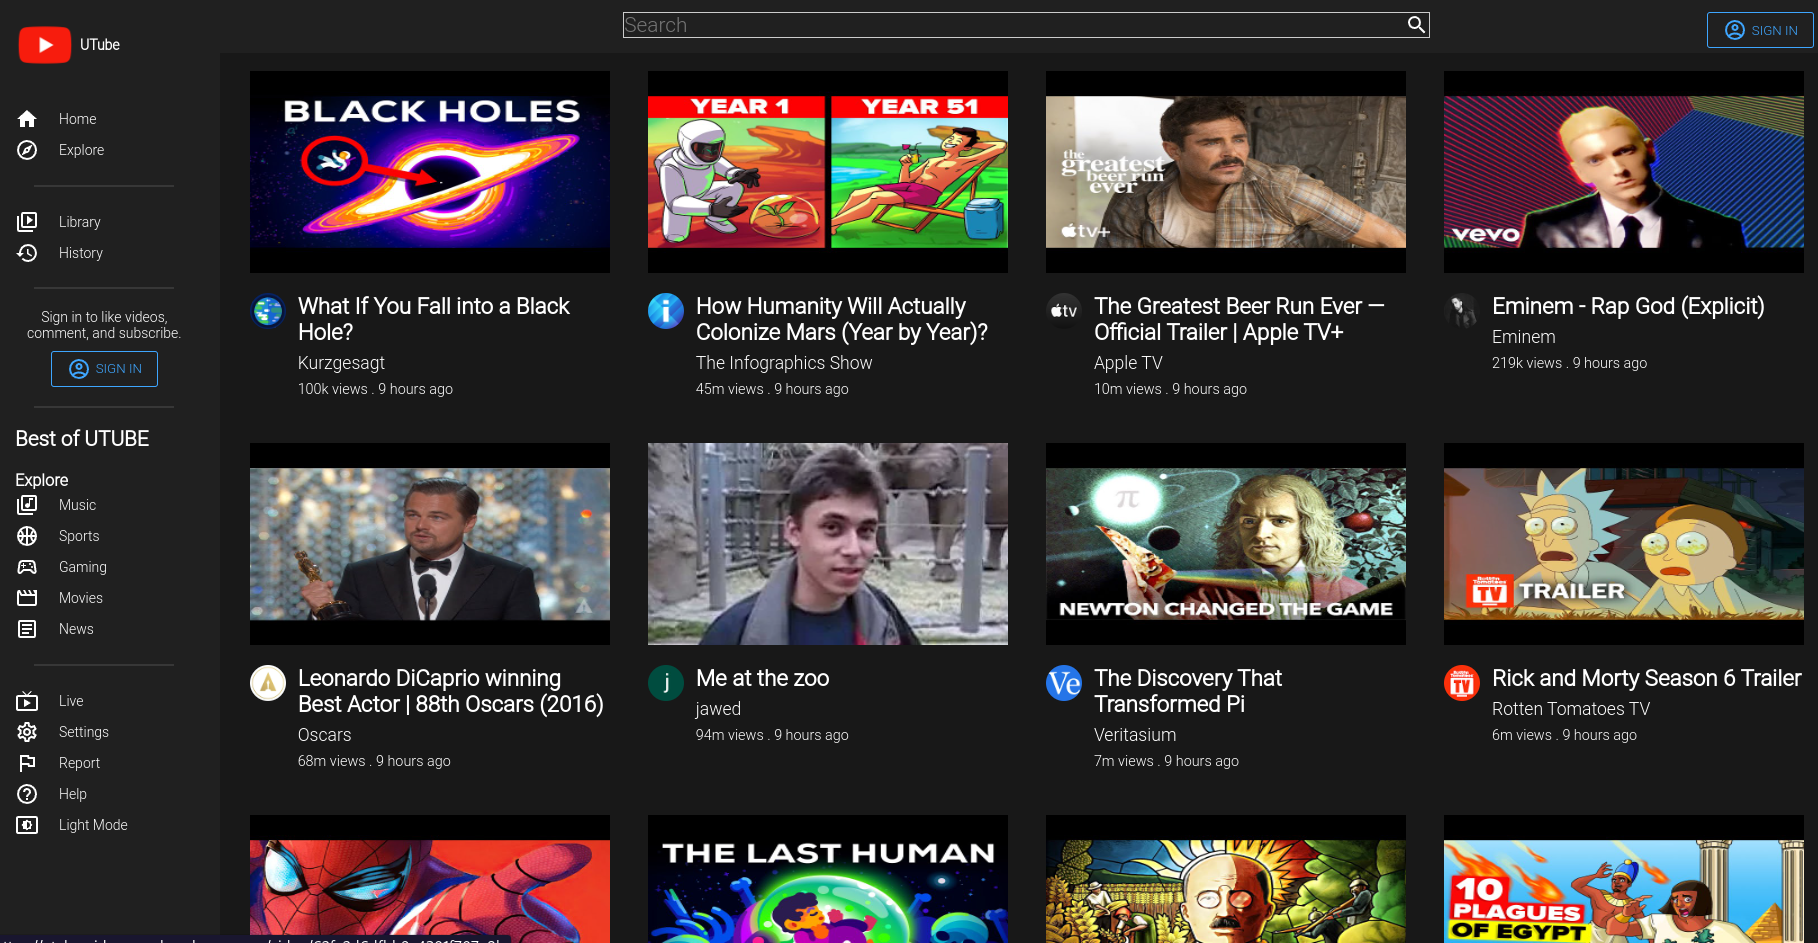 UTube
Search
SIGN IN
Home
Explore
Library
History
Sign in to like videos,
comment, and subscribe.
SIGN IN
Best of UTUBE
Explore
Music
Sports
Gaming
Movies
News
Live
Settings
Report
Help
Light Mode
BLACK HOLES
YEAR 1
YEAR 51
the
greatest
beer run
ever
tv+
vevo
What If You Fall into a Black
Hole?
Kurzgesagt
100k views . 9 hours ago
i
How Humanity Will Actually
Colonize Mars (Year by Year)?
The Infographics Show
45m views . 9 hours ago
tv
The Greatest Beer Run Ever —
Official Trailer | Apple TV+
Apple TV
10m views . 9 hours ago
Eminem - Rap God (Explicit)
Eminem
219k views . 9 hours ago
π
NEWTON CHANGED THE GAME
Rotten
Tomatoes
TV
TRAILER
Leonardo DiCaprio winning
Best Actor | 88th Oscars (2016)
Oscars
68m views . 9 hours ago
j
Me at the zoo
jawed
94m views . 9 hours ago
Ve
The Discovery That
Transformed Pi
Veritasium
7m views . 9 hours ago
TV
Rick and Morty Season 6 Trailer
Rotten Tomatoes TV
6m views . 9 hours ago
THE LAST HUMAN
10
PLAGUES
OF EGYPT